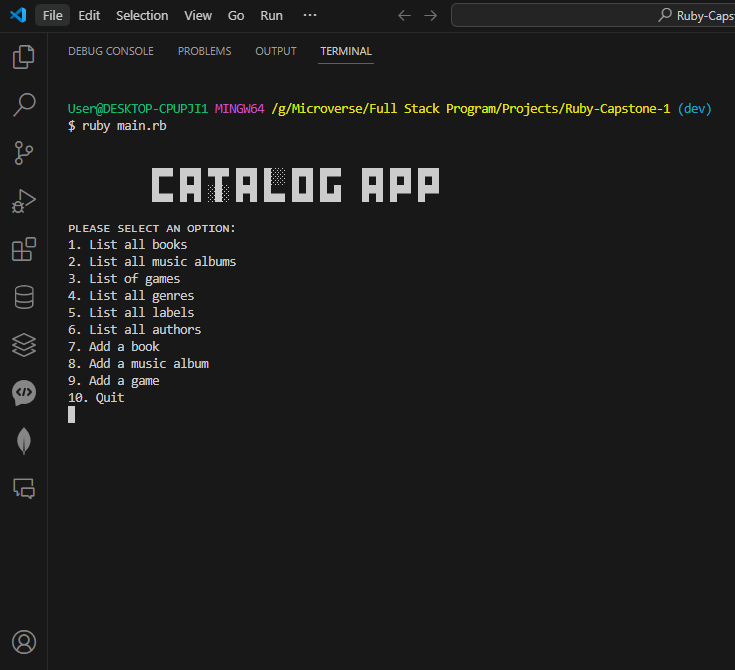 File Edit Selection View Go Run ··· ← → Ruby-Caps
DEBUG CONSOLE PROBLEMS OUTPUT TERMINAL
User@DESKTOP-CPUPJI1 MINGW64 /g/Microverse/Full Stack Program/Projects/Ruby-Capstone-1 (dev)
$ ruby main.rb
CATALOG APP
PLEASE SELECT AN OPTION:
1. List all books
2. List all music albums
3. List of games
4. List all genres
5. List all labels
6. List all authors
7. Add a book
8. Add a music album
9. Add a game
10. Quit